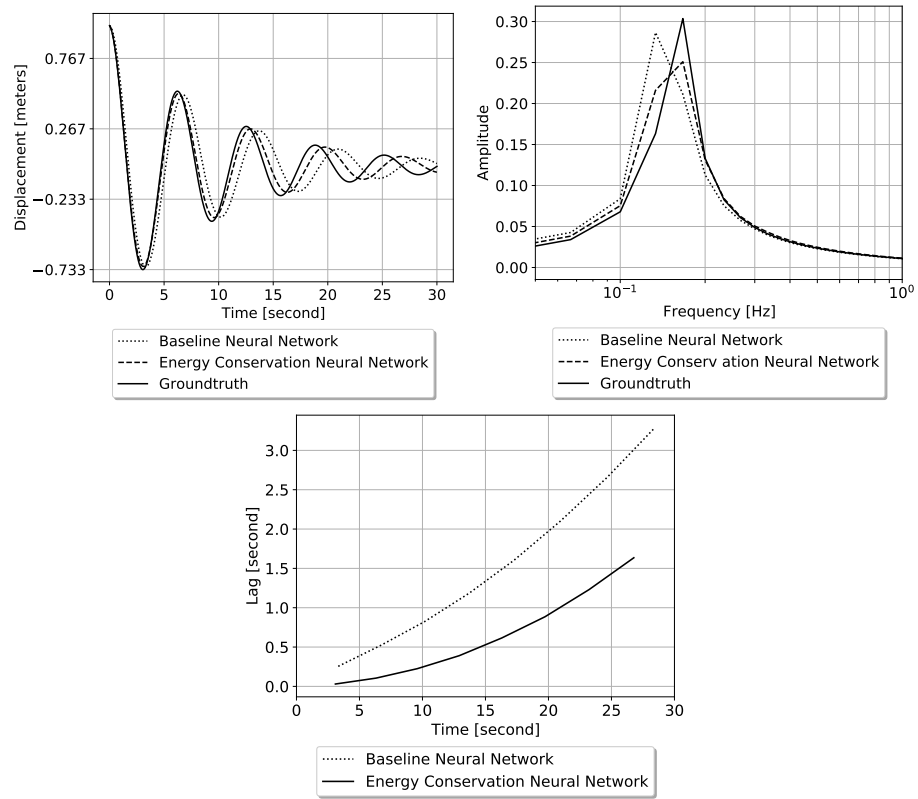 0.767
0.267
−0.233
−0.733
Displacement [meters]
0 5 10 15 20 25 30
Time [second]
Baseline Neural Network
Energy Conservation Neural Network
Groundtruth
0.30
0.25
0.20
0.15
0.10
0.05
0.00
Amplitude
10−1 100
Frequency [Hz]
Baseline Neural Network
Energy Conserv ation Neural Network
Groundtruth
3.0
2.5
2.0
1.5
1.0
0.5
0.0
Lag [second]
0 5 10 15 20 25 30
Time [second]
Baseline Neural Network
Energy Conservation Neural Network